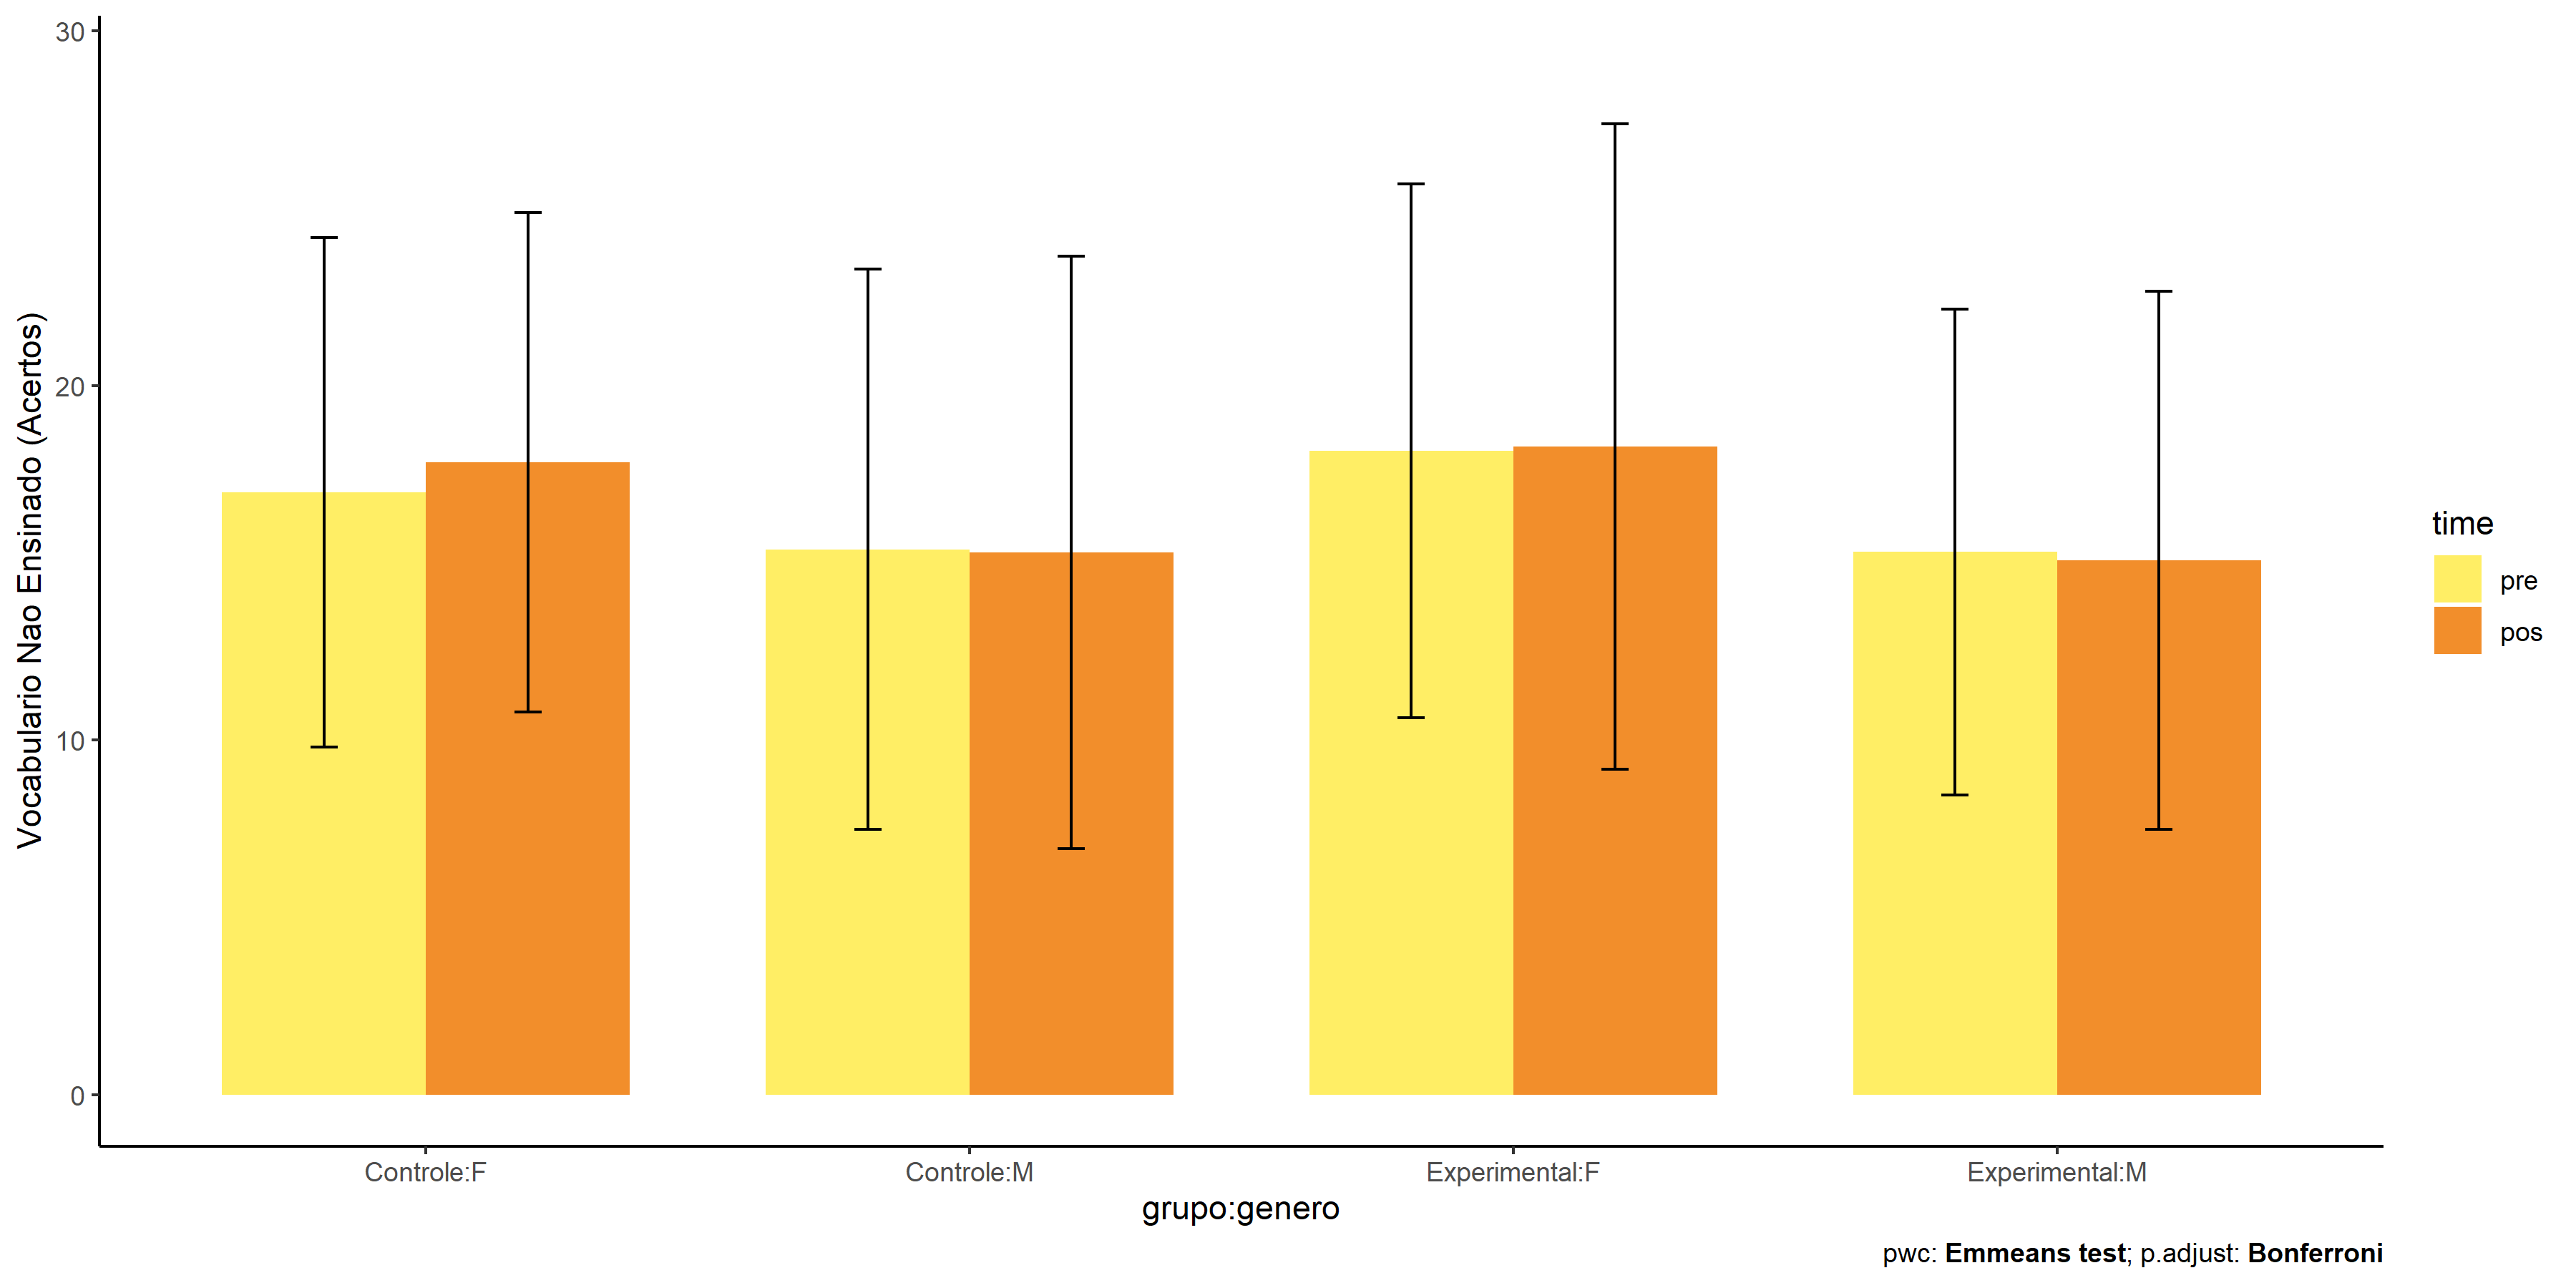 30
20
10
0
Vocabulario Nao Ensinado (Acertos)
Controle:F
Controle:M
Experimental:F
Experimental:M
grupo:genero
time
pre
pos
pwc: Emmeans test; p.adjust: Bonferroni